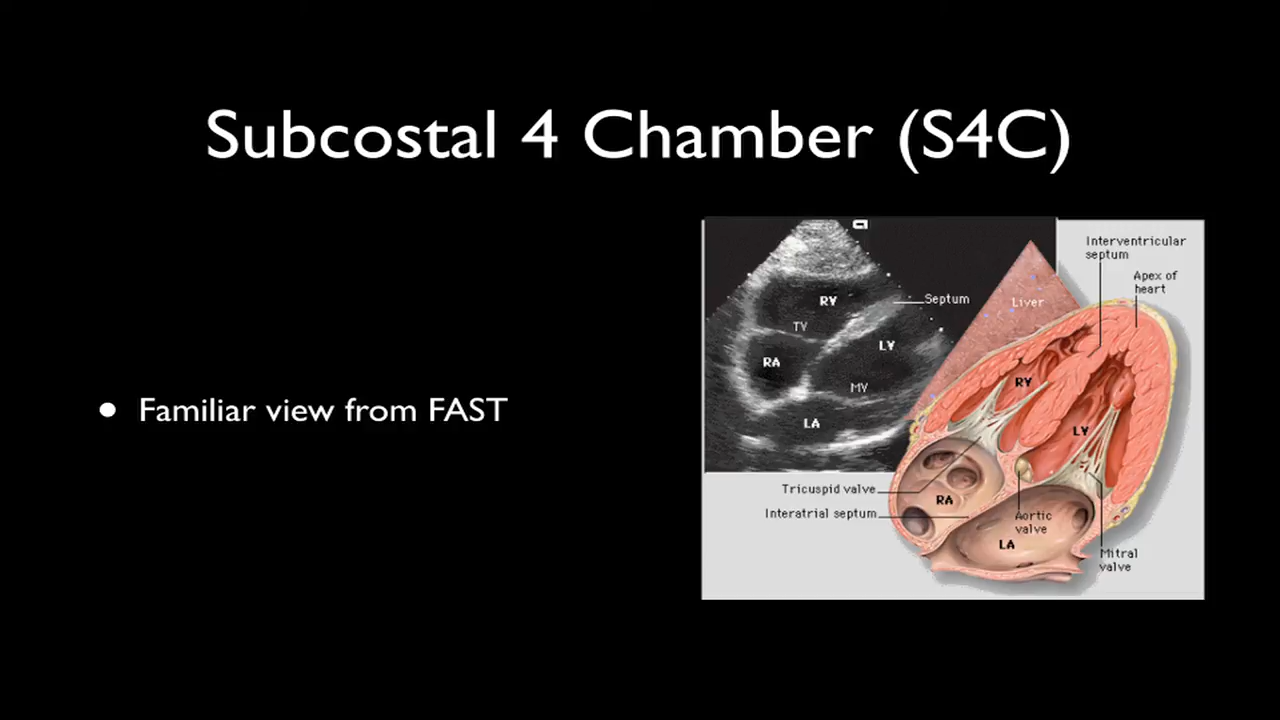 Subcostal 4 Chamber (S4C)
• Familiar view from FAST
RV
Septum
TV
LV
RA
MV
LA
Interventricular
septum
Apex of
heart
Liver
RV
LV
Tricuspid valve
RA
Interatrial septum
Aortic
valve
LA
Mitral
valve